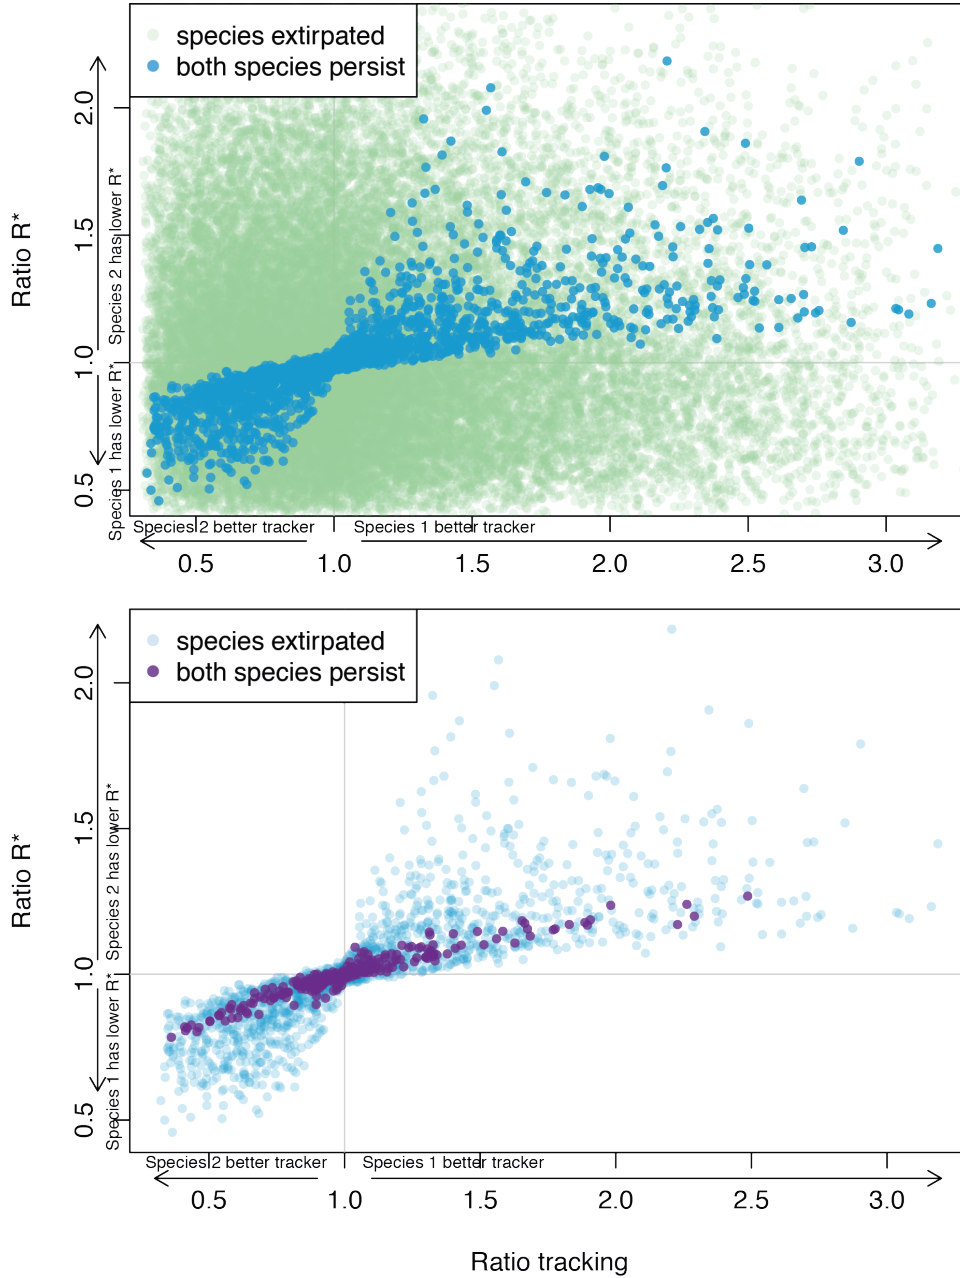 species extirpated
both species persist
Ratio R*
2.0
1.5
1.0
0.5
Species 2 has lower R*
Species 1 has lower R*
Species 2 better tracker
Species 1 better tracker
0.5 1.0 1.5 2.0 2.5 3.0
species extirpated
both species persist
Ratio R*
2.0
1.5
1.0
0.5
Species 2 has lower R*
Species 1 has lower R*
Species 2 better tracker
Species 1 better tracker
0.5 1.0 1.5 2.0 2.5 3.0
Ratio tracking